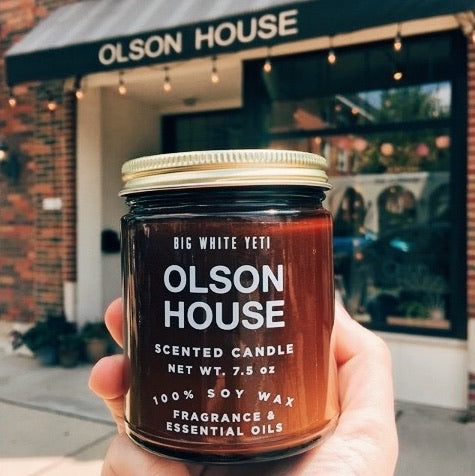 OLSON HOUSE
BIG WHITE YETI
OLSON
HOUSE
SCENTED CANDLE
NET WT. 7.5 oz
100% SOY WAX
FRAGRANCE &
ESSENTIAL OILS